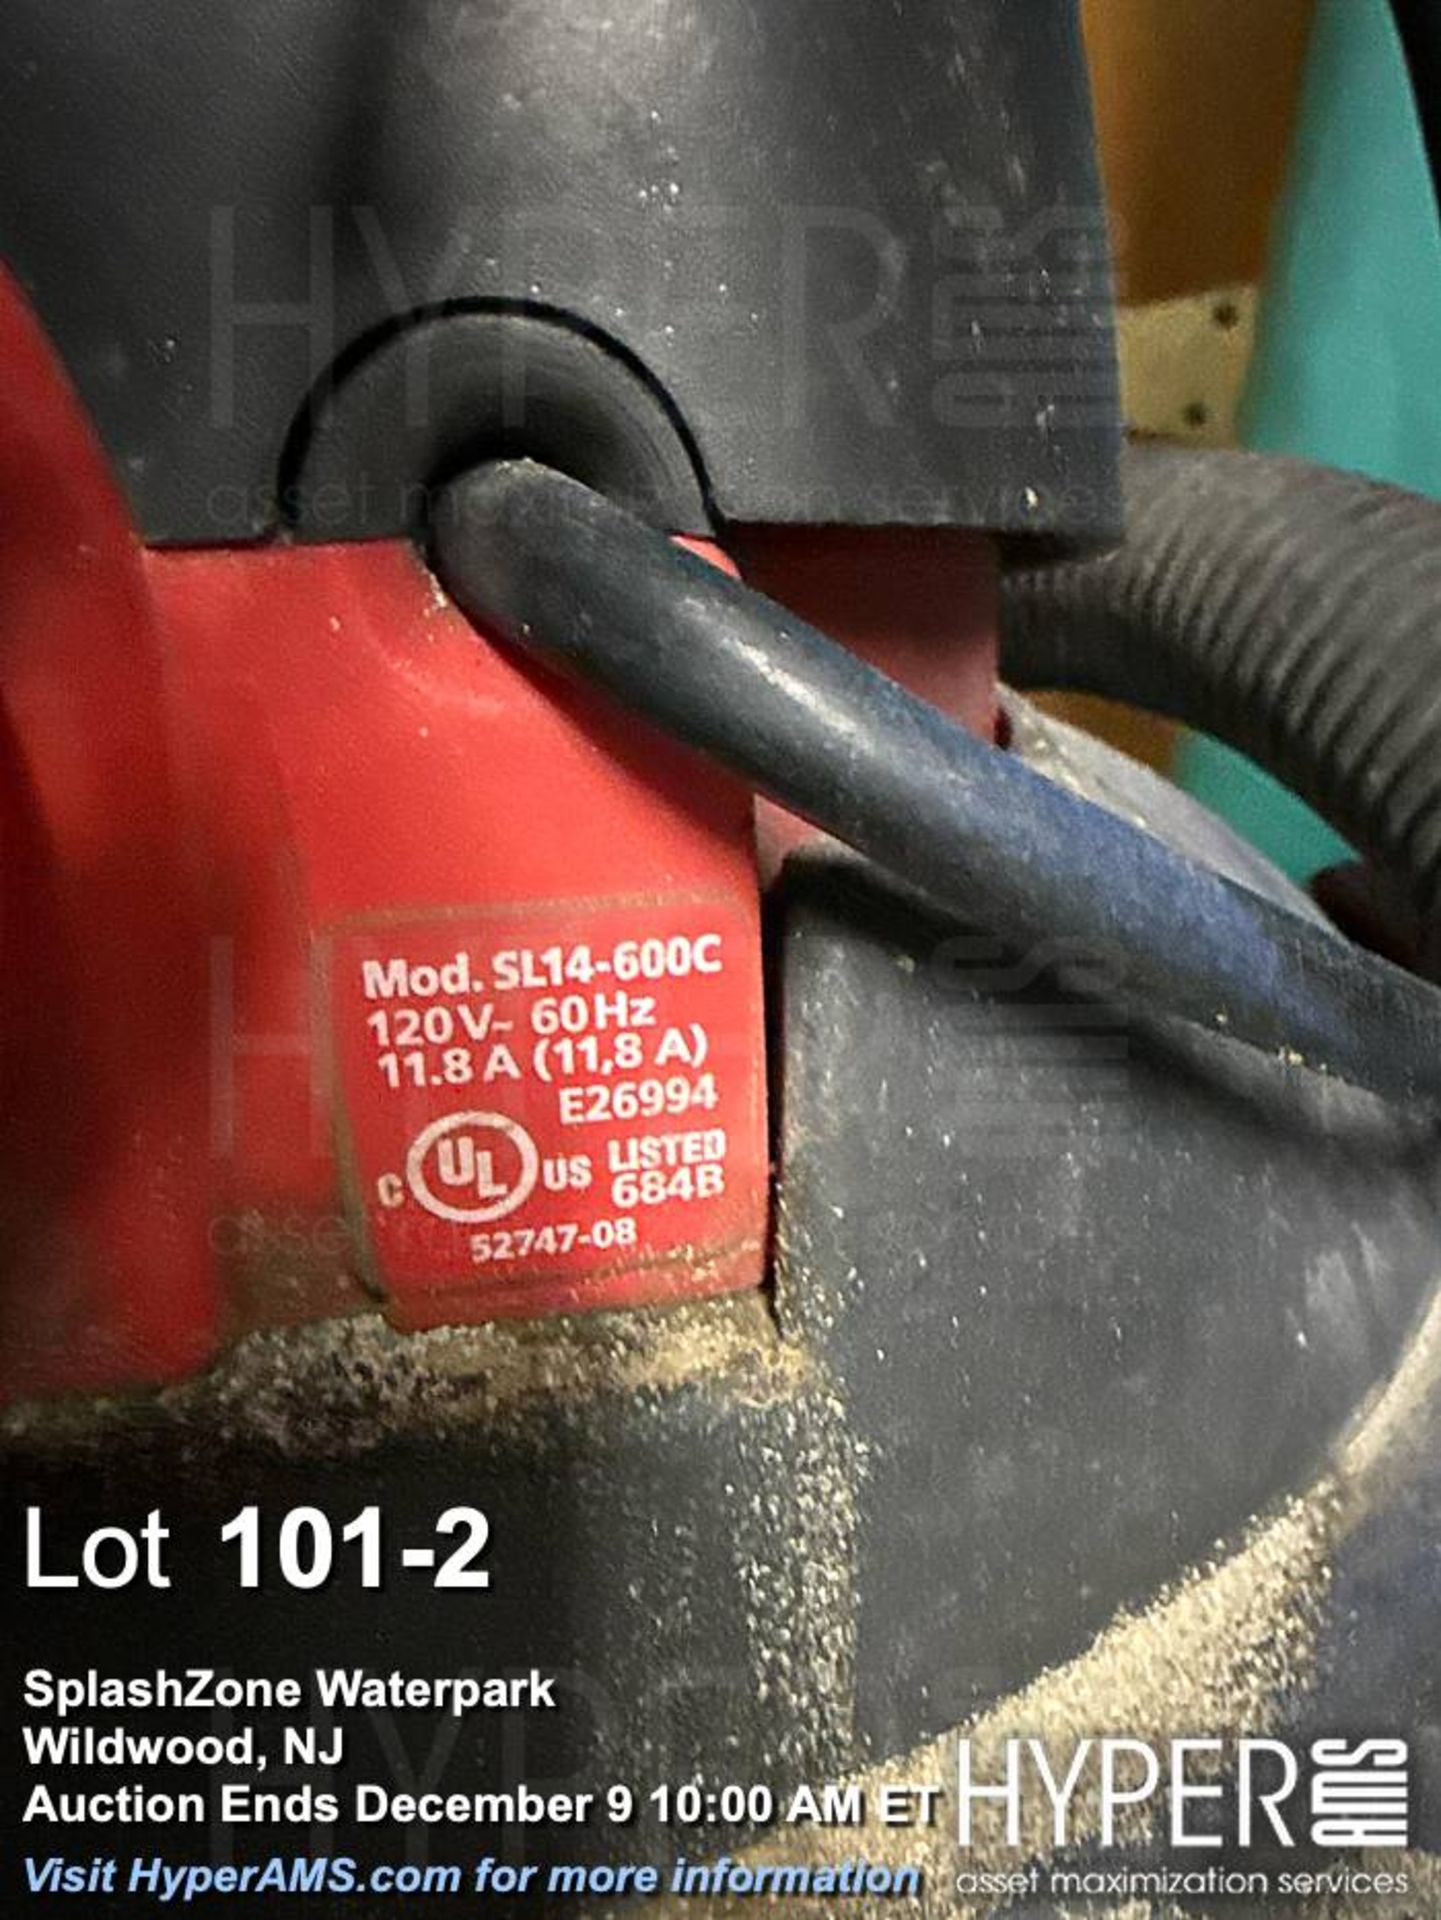 Mod. SL14-600C
120V~ 60Hz
11.8 A (11,8 A)
E26994
C UL US LISTED
684B
52747-08
Lot 101-2
SplashZone Waterpark
Wildwood, NJ
Auction Ends December 9 10:00 AM ET
Visit HyperAMS.com for more information
HYPER AMS
asset maximization services